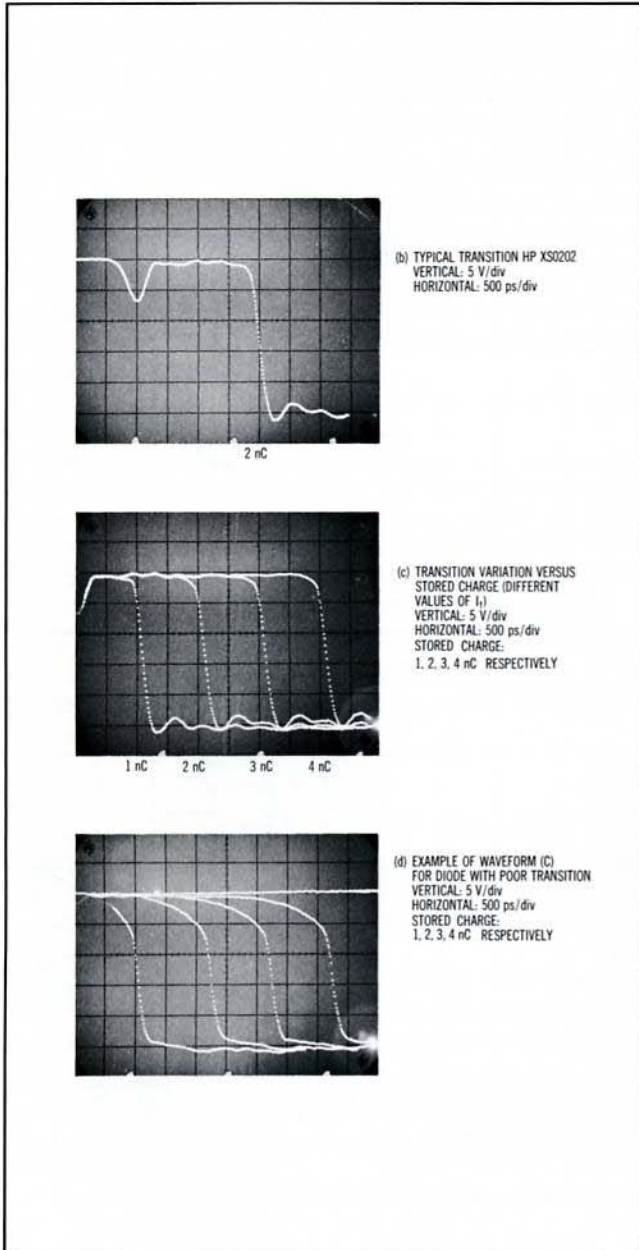 (b) TYPICAL TRANSITION HP XS0202
VERTICAL: 5 V/div
HORIZONTAL: 500 ps/div
2 nC
(c) TRANSITION VARIATION VERSUS
STORED CHARGE (DIFFERENT
VALUES OF I₁)
VERTICAL: 5 V/div
HORIZONTAL: 500 ps/div
STORED CHARGE:
1, 2, 3, 4 nC RESPECTIVELY
1 nC 2 nC 3 nC 4 nC
(d) EXAMPLE OF WAVEFORM (C)
FOR DIODE WITH POOR TRANSITION
VERTICAL: 5 V/div
HORIZONTAL: 500 ps/div
STORED CHARGE:
1, 2, 3, 4 nC RESPECTIVELY